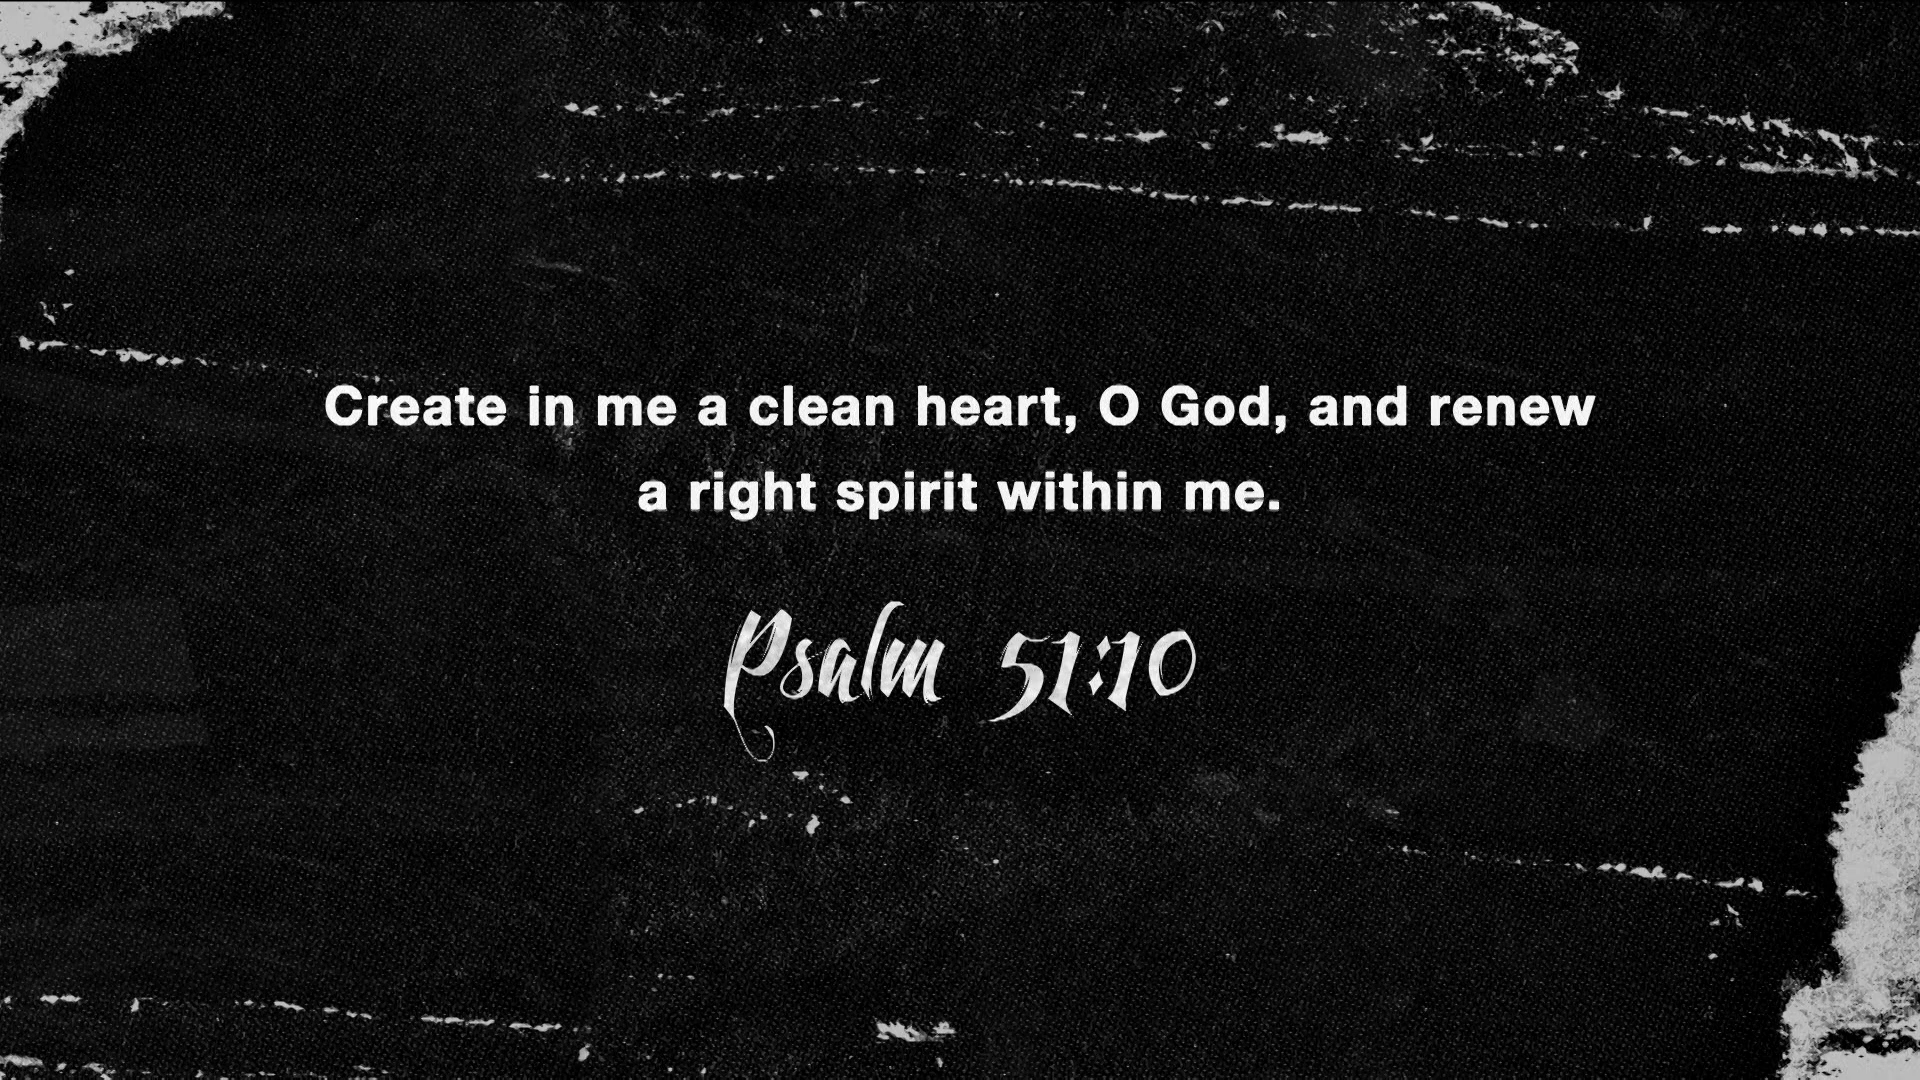 Create in me a clean heart, O God, and renew
a right spirit within me.
Psalm 51:10